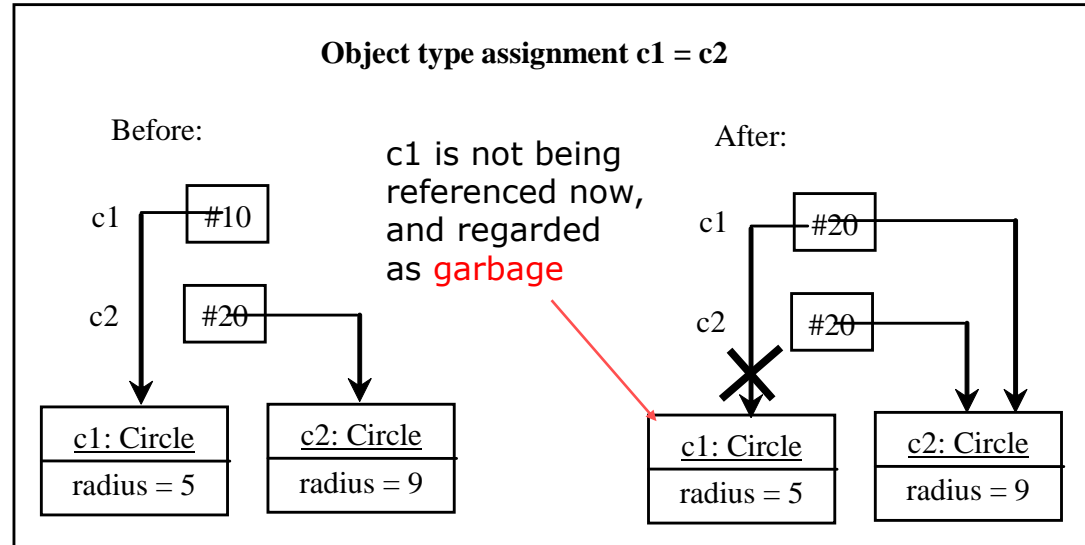 Object type assignment c1 = c2
Before:
c1
#10
c2
#20
c1: Circle
radius = 5
c2: Circle
radius = 9
c1 is not being
referenced now,
and regarded
as garbage
After:
c1
#20
c2
#20
c1: Circle
radius = 5
c2: Circle
radius = 9